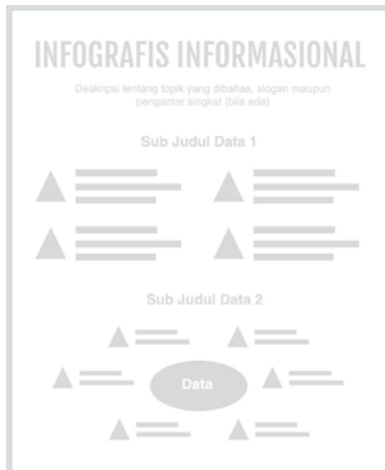 INFOGRAFIS INFORMASIONAL
Deskripsi tentang topik yang dibahas, slogan maupun
pengantar singkat (bila ada)
Sub Judul Data 1
Sub Judul Data 2
Data